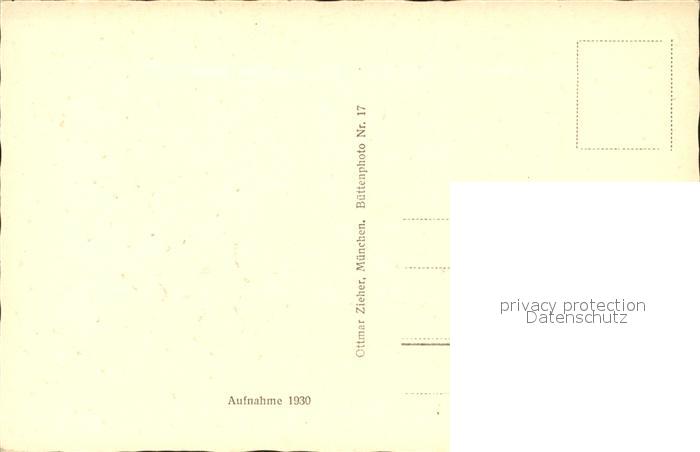 Ottmar Zieher, München. Büttenphoto Nr. 17
Aufnahme 1930
privacy protection
Datenschutz